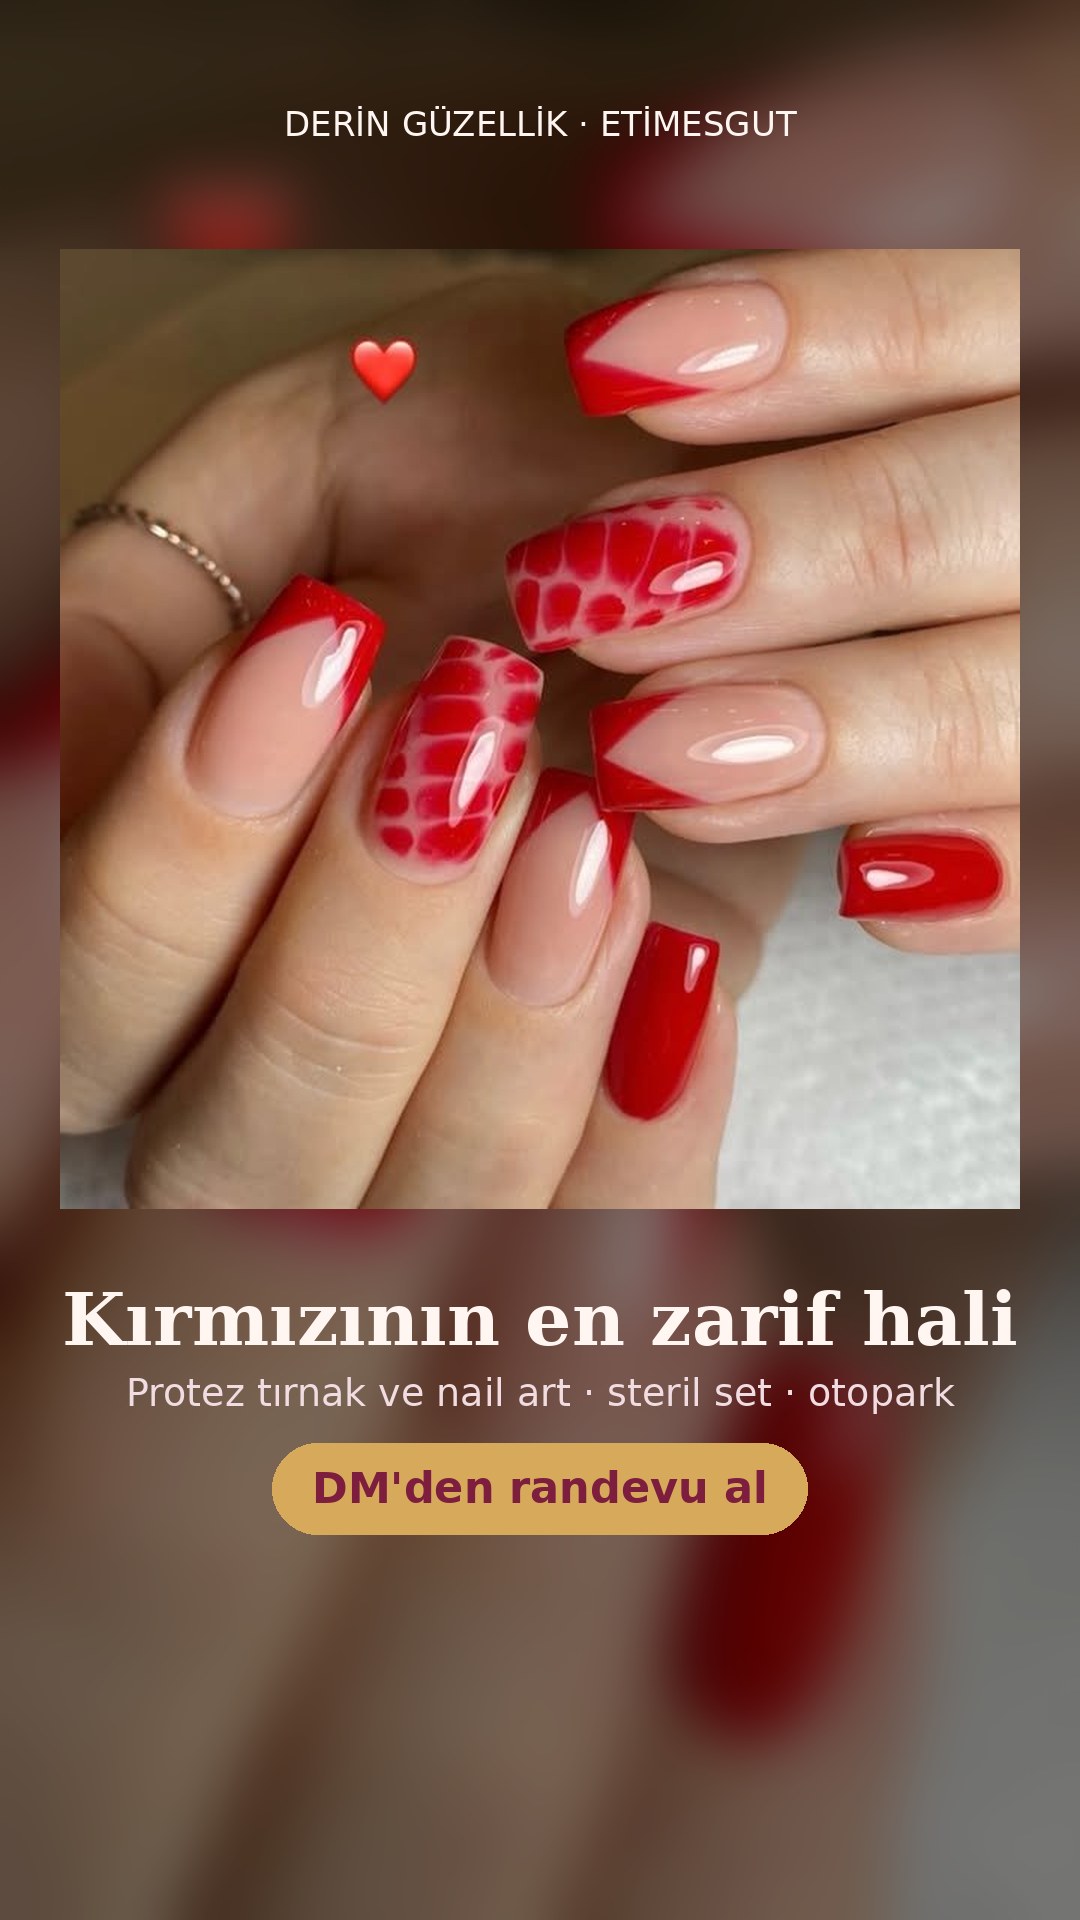 DERİN GÜZELLİK · ETİMESGUT
Kırmızının en zarif hali
Protez tırnak ve nail art · steril set · otopark
DM'den randevu al